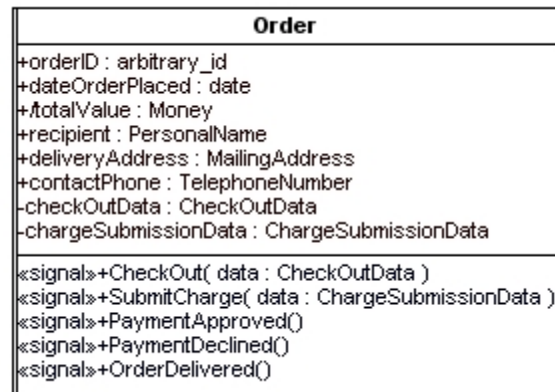 Order
+orderID : arbitrary_id
+dateOrderPlaced : date
+/totalValue : Money
+recipient : PersonalName
+deliveryAddress : MailingAddress
+contactPhone : TelephoneNumber
-checkOutData : CheckOutData
-chargeSubmissionData : ChargeSubmissionData
«signal»+CheckOut( data : CheckOutData )
«signal»+SubmitCharge( data : ChargeSubmissionData )
«signal»+PaymentApproved()
«signal»+PaymentDeclined()
«signal»+OrderDelivered()